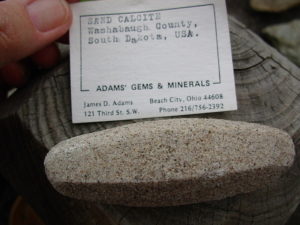 SAND CALCITE
Washabaugh County,
South Dakota, USA.
ADAMS' GEMS & MINERALS
James D. Adams Beach City, Ohio 44608
121 Third St. S.W. Phone 216/756-2392